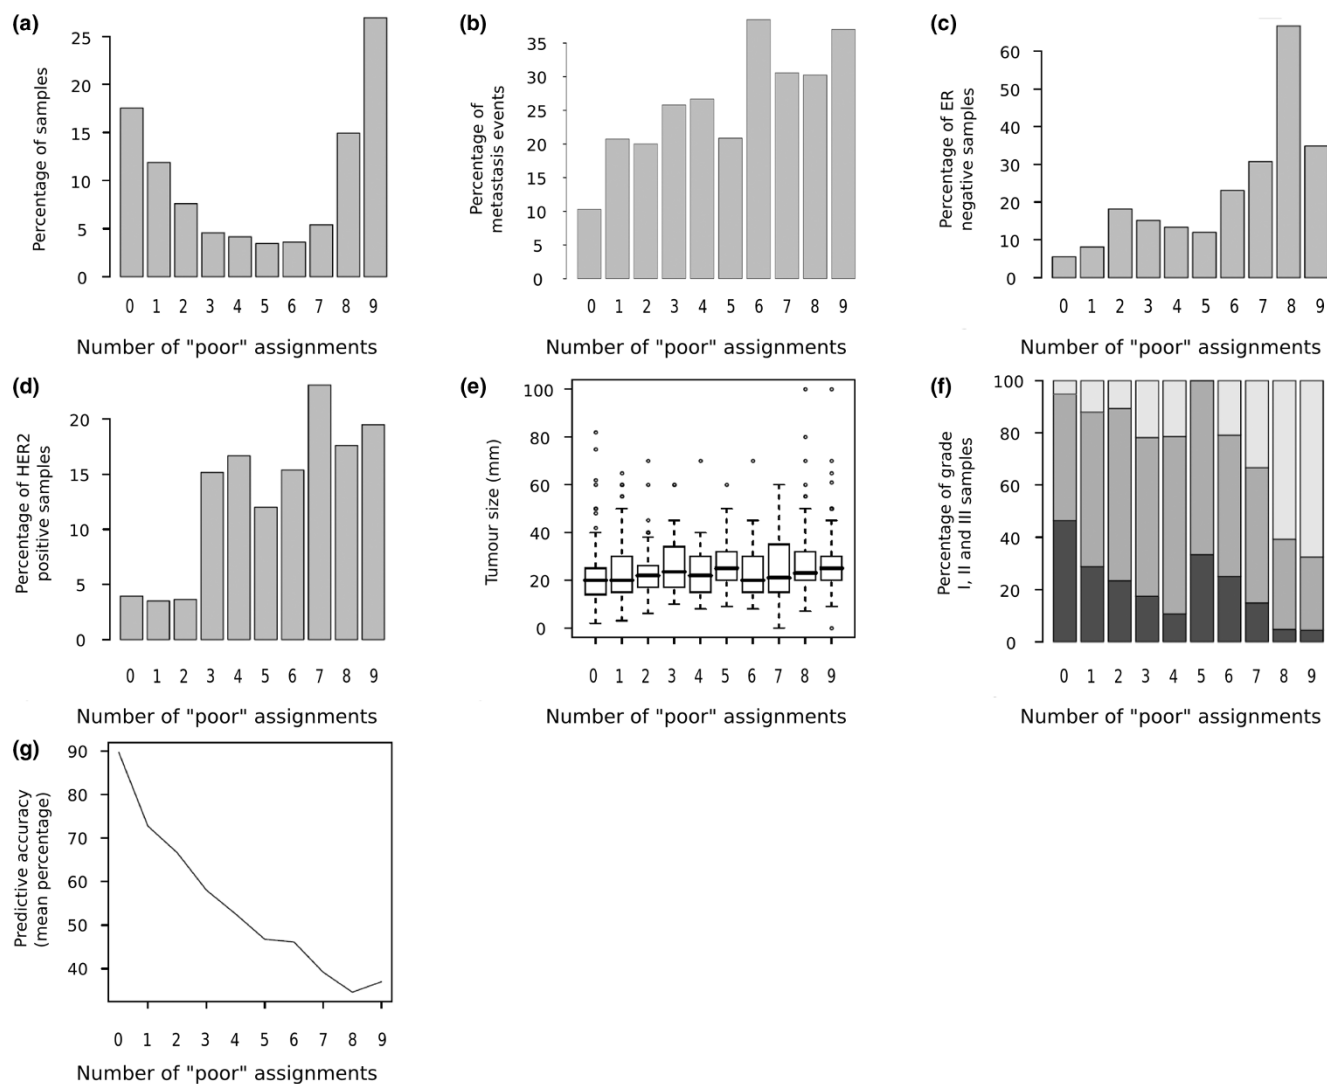 (a)
Percentage of samples
25
20
15
10
5
0
0 1 2 3 4 5 6 7 8 9
Number of "poor" assignments
(b)
Percentage of
metastasis events
35
30
25
20
15
10
5
0
0 1 2 3 4 5 6 7 8 9
Number of "poor" assignments
(c)
Percentage of ER
negative samples
60
50
40
30
20
10
0
0 1 2 3 4 5 6 7 8 9
Number of "poor" assignments
(d)
Percentage of HER2
positive samples
20
15
10
5
0
0 1 2 3 4 5 6 7 8 9
Number of "poor" assignments
(e)
Tumour size (mm)
100
80
60
40
20
0
0 1 2 3 4 5 6 7 8 9
Number of "poor" assignments
(f)
Percentage of grade
I, II and III samples
100
80
60
40
20
0
0 1 2 3 4 5 6 7 8 9
Number of "poor" assignments
(g)
Predictive accuracy
(mean percentage)
90
80
70
60
50
40
0 1 2 3 4 5 6 7 8 9
Number of "poor" assignments